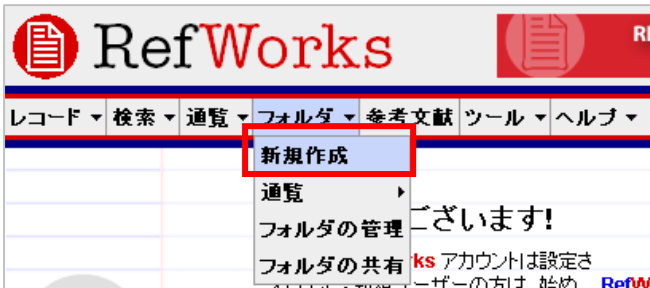 RefWorks
RE
レコード ▼ 検索 ▼ 通覧 ▼ フォルダ ▼ 参考文献 ツール ▼ ヘルプ ▼
新規作成
通覧
フォルダの管理 ございます!
フォルダの共有 ks アカウントは設定さ
ーザーの方は 始め RefW